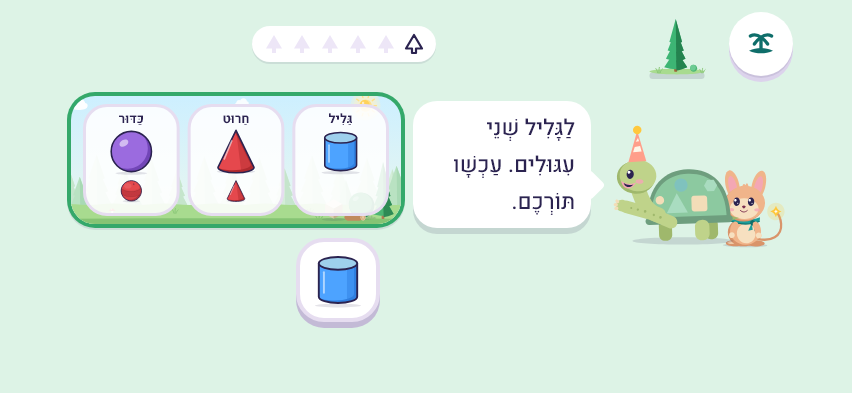 גָּלִיל
חָרוּט
כַּדּוּר
לַגָּלִיל שְׁנֵי
עִגּוּלִים. עַכְשָׁו
תּוֹרְכֶם.